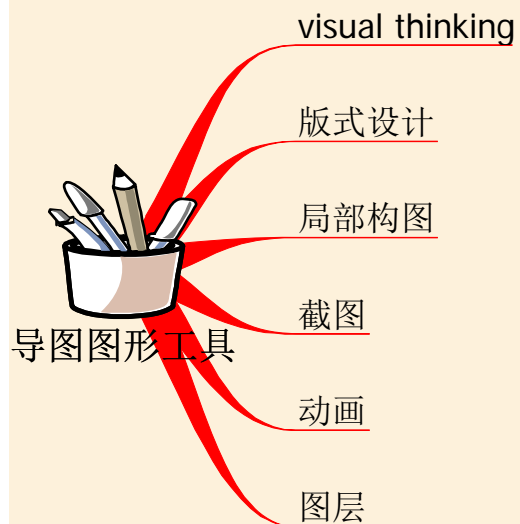 visual thinking
版式设计
局部构图
截图
导图图形工具
动画
图层